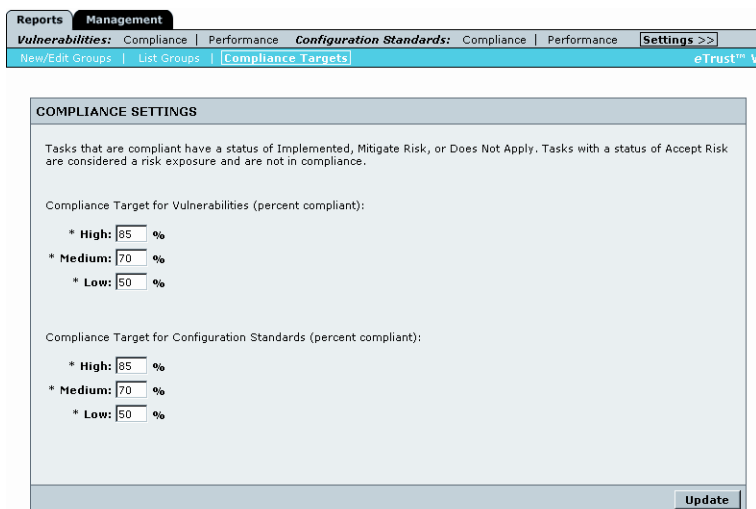 Reports Management
Vulnerabilities: Compliance | Performance Configuration Standards: Compliance | Performance Settings >>
New/Edit Groups | List Groups | Compliance Targets eTrust™ V
COMPLIANCE SETTINGS
Tasks that are compliant have a status of Implemented, Mitigate Risk, or Does Not Apply. Tasks with a status of Accept Risk
are considered a risk exposure and are not in compliance.
Compliance Target for Vulnerabilities (percent compliant):
* High: 85 %
* Medium: 70 %
* Low: 50 %
Compliance Target for Configuration Standards (percent compliant):
* High: 85 %
* Medium: 70 %
* Low: 50 %
Update